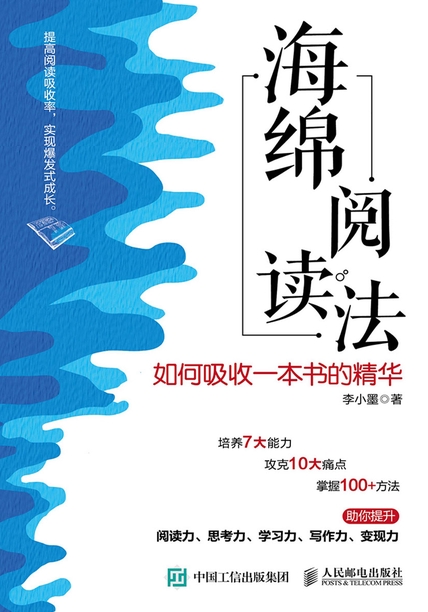 提高阅读吸收率，实现爆发式成长。
海绵
阅读法
如何吸收一本书的精华
李小墨◎著
培养7大能力
攻克10大痛点
掌握100+方法
助你提升
阅读力、思考力、学习力、写作力、变现力
中国工信出版集团
人民邮电出版社
POSTS & TELECOM PRESS